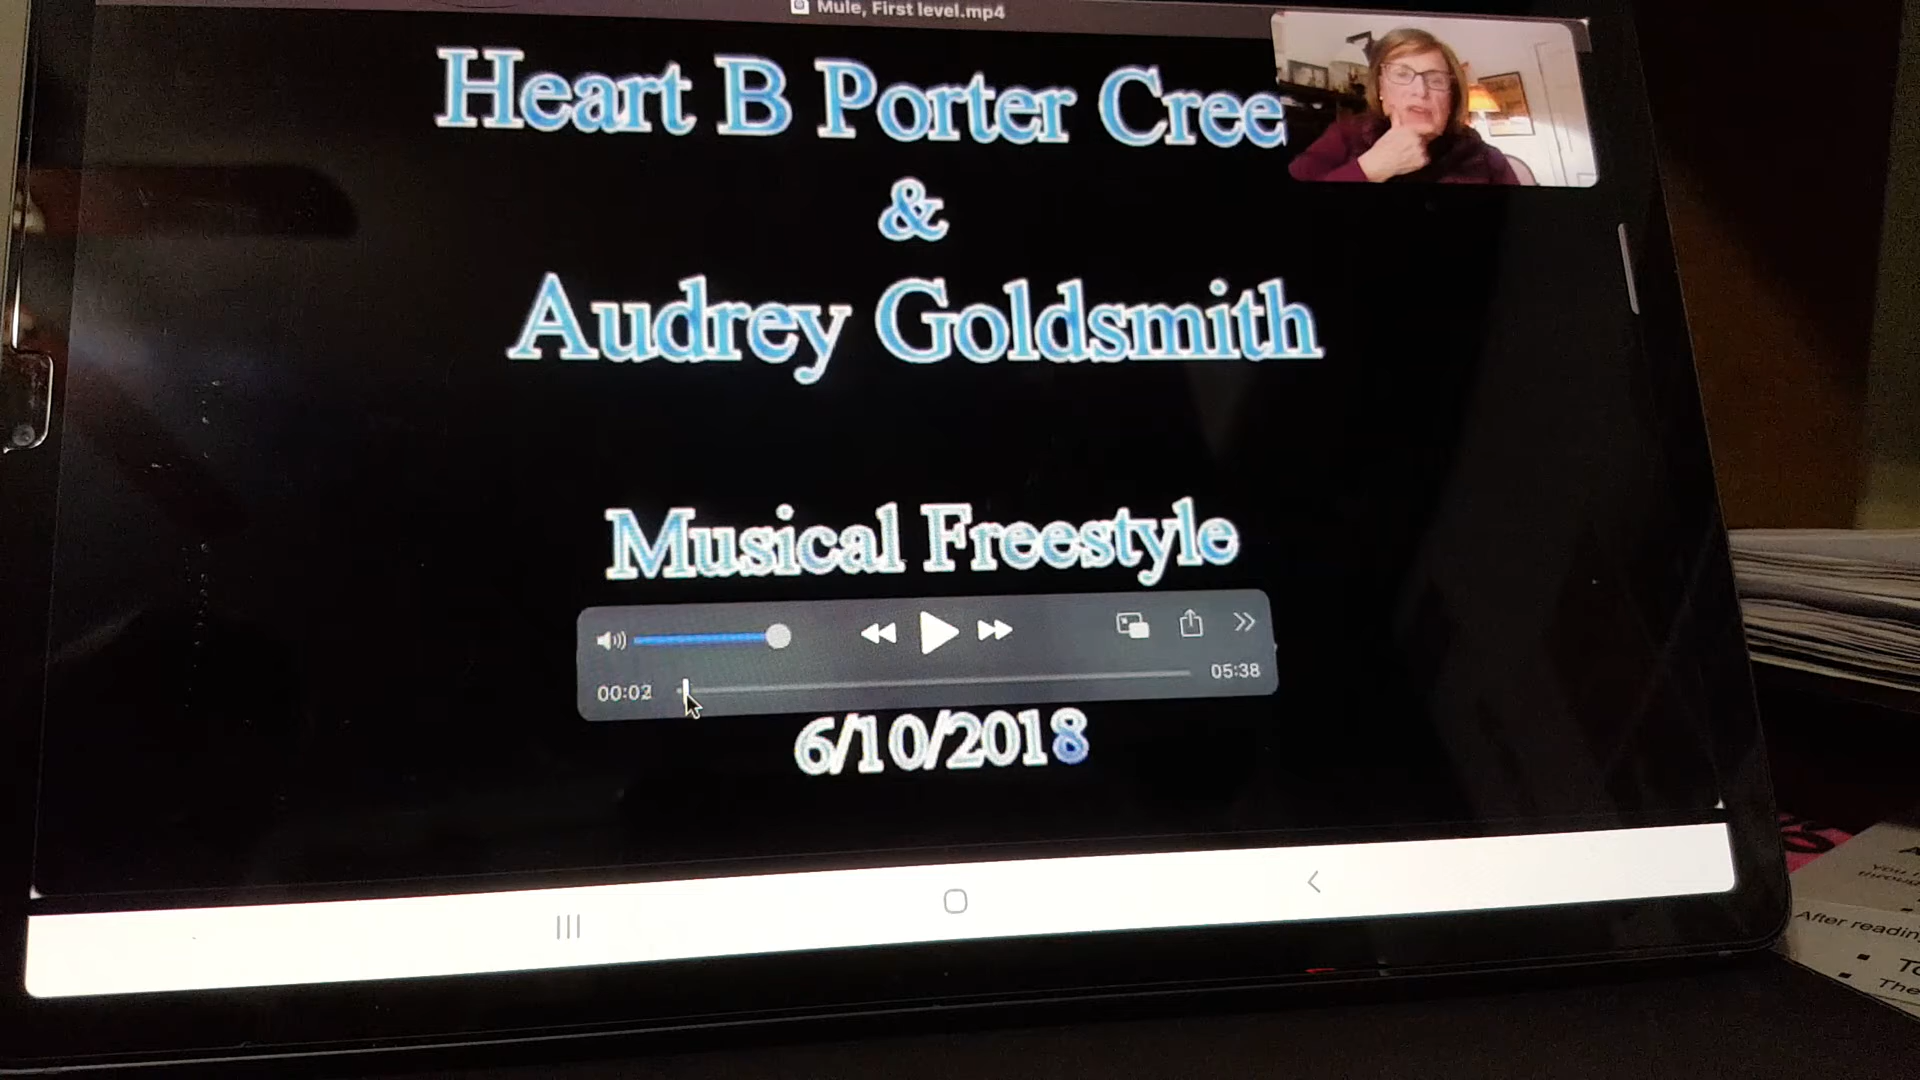 Mule, First level.mp4
Heart B Porter Cree
&
Audrey Goldsmith
Musical Freestyle
00:02
05:38
6/10/2018
After readin